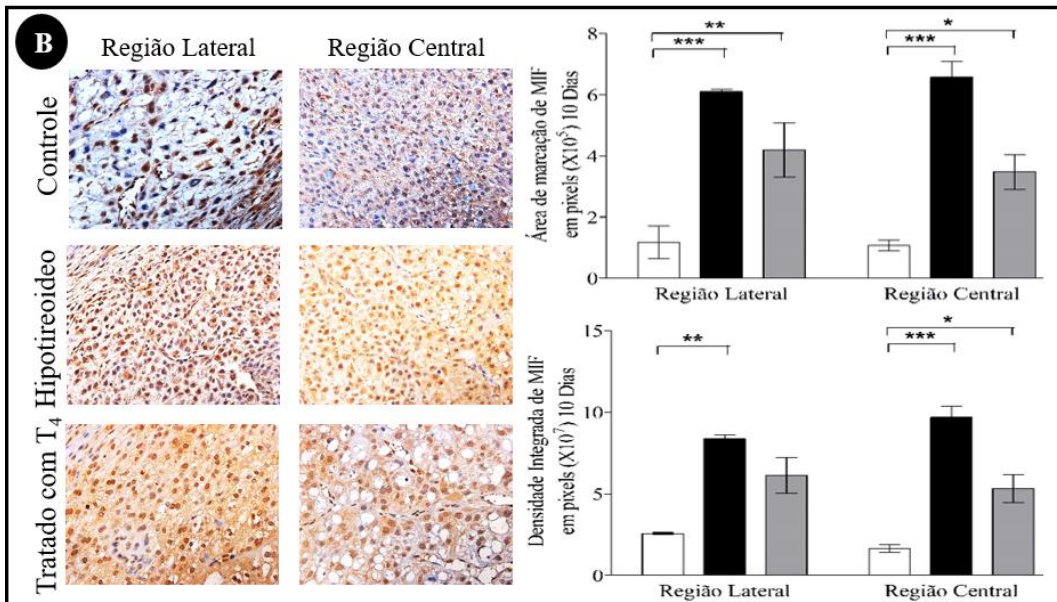 B
Região Lateral
Região Central
Controle
Hipotireoideo
Tratado com T4
Área de marcação de MIF
em pixels (X10⁵) 10 Dias
8
6
4
2
0
**
***
*
***
Região Lateral
Região Central
Densidade Integrada de MIF
em pixels (X10⁷) 10 Dias
15
10
5
0
**
*
***
Região Lateral
Região Central